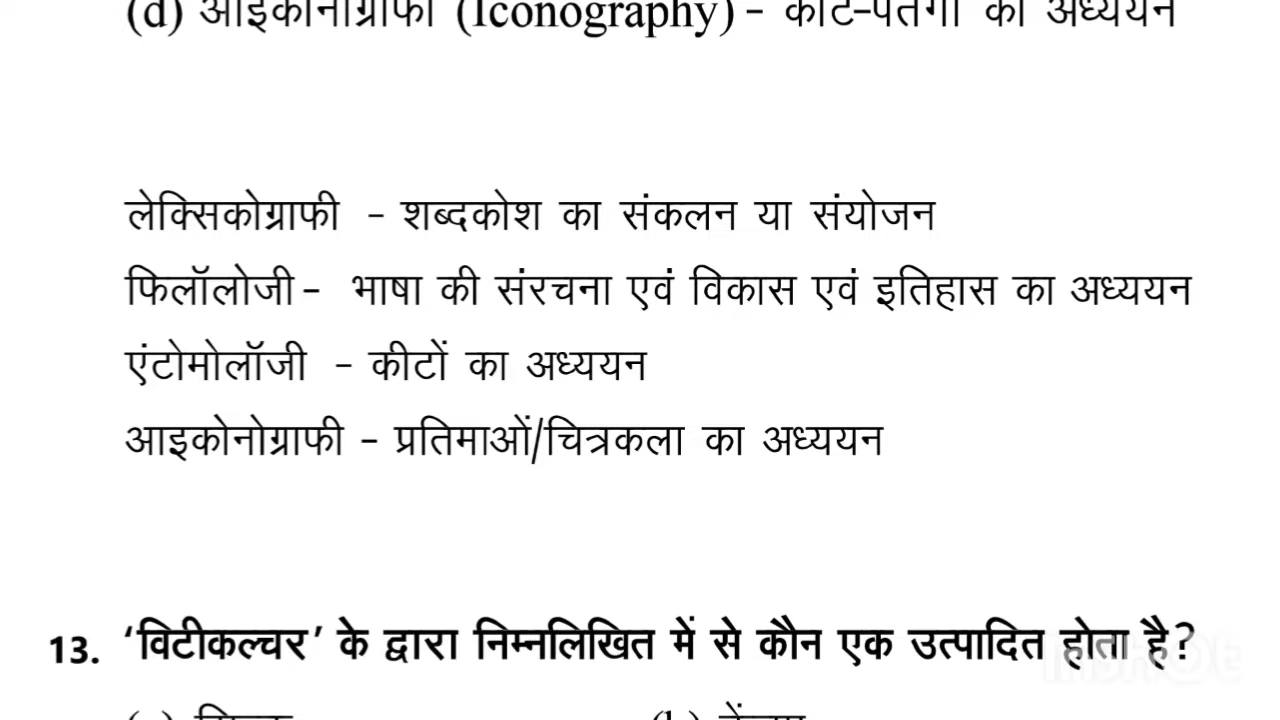 (d) आइकोनोग्राफी (Iconography) - कीट-पतंगों का अध्ययन
लेक्सिकोग्राफी - शब्दकोश का संकलन या संयोजन
फिलॉलोजी - भाषा की संरचना एवं विकास एवं इतिहास का अध्ययन
एंटोमोलॉजी - कीटों का अध्ययन
आइकोनोग्राफी - प्रतिमाओं/चित्रकला का अध्ययन
13. ‘विटीकल्चर’ के द्वारा निम्नलिखित में से कौन एक उत्पादित होता है?